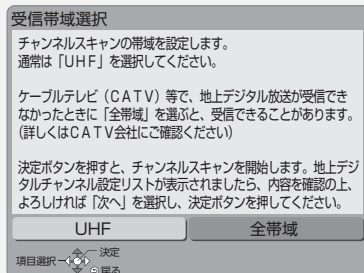 受信帯域選択
チャンネルスキャンの帯域を設定します。
通常は「UHF」を選択してください。
ケーブルテレビ（CATV）等で、地上デジタル放送が受信でき
なかったときに「全帯域」を選ぶと、受信できることがあります。
（詳しくはCATV会社にご確認ください）
決定ボタンを押すと、チャンネルスキャンを開始します。地上デジ
タルチャンネル設定リストが表示されましたら、内容を確認の上、
よろしければ「次へ」を選択し、決定ボタンを押してください。
UHF 全帯域
決定
項目選択
戻る